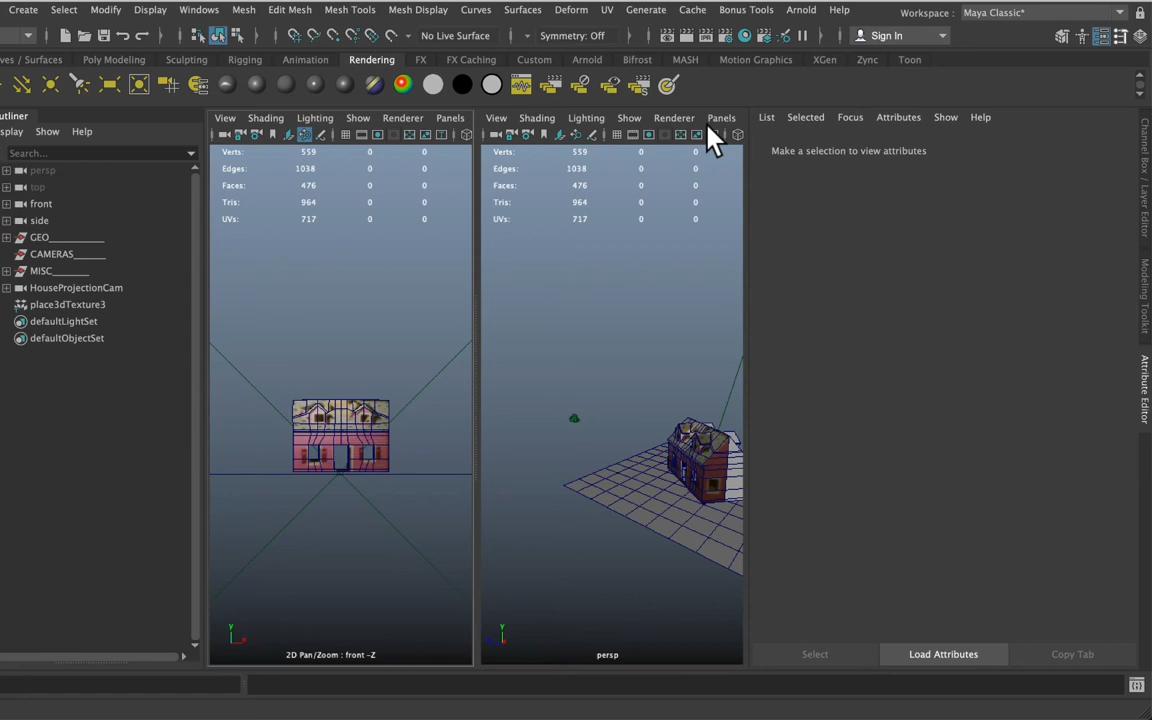 Create Select Modify Display Windows Mesh Edit Mesh Mesh Tools Mesh Display Curves Surfaces Deform UV Generate Cache Bonus Tools Arnold Help
Workspace : Maya Classic*
No Live Surface Symmetry: Off Sign In
Surfaces Poly Modeling Sculpting Rigging Animation Rendering FX FX Caching Custom Arnold Bifrost MASH Motion Graphics XGen Zync Toon
View Shading Lighting Show Renderer Panels
View Shading Lighting Show Renderer Panels
List Selected Focus Attributes Show Help
Show Help
Search...
persp
top
front
side
GEO__________
CAMERAS______
MISC_______
HouseProjectionCam
place3dTexture3
defaultLightSet
defaultObjectSet
Verts: 559 0 0
Edges: 1038 0 0
Faces: 476 0 0
Tris: 964 0 0
UVs: 717 0 0
2D Pan/Zoom : front -Z
Verts: 559 0 0
Edges: 1038 0 0
Faces: 476 0 0
Tris: 964 0 0
UVs: 717 0 0
persp
Make a selection to view attributes
Select Load Attributes Copy Tab
Channel Box / Layer Editor
Modeling Toolkit
Attribute Editor